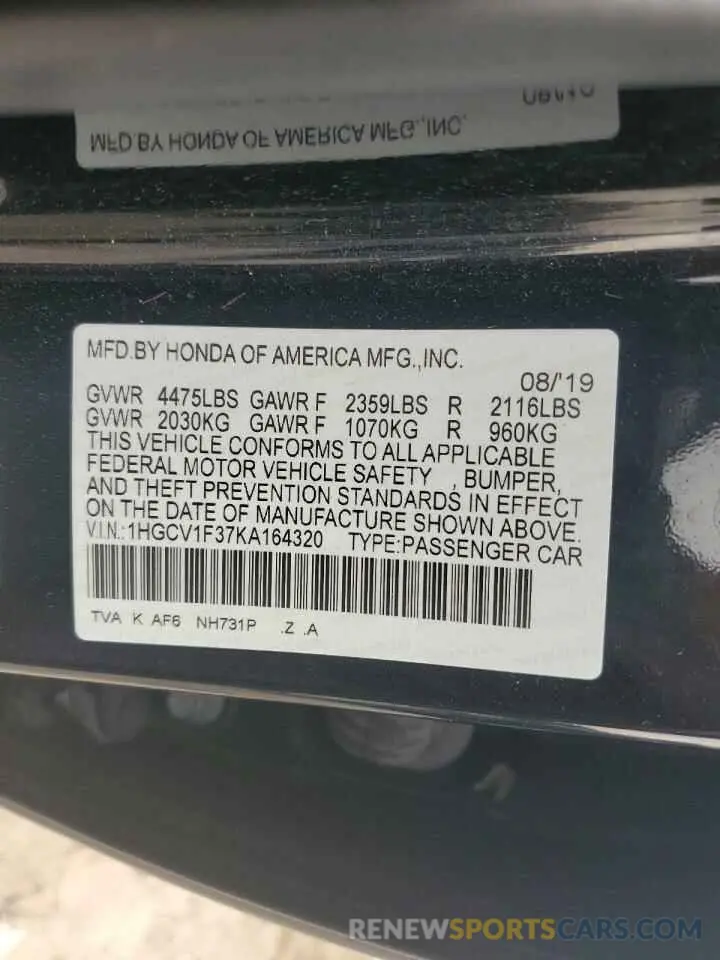 MFD BY HONDA OF AMERICA MFG.,INC.
MFD.BY HONDA OF AMERICA MFG.,INC.
08/'19
GVWR 4475LBS GAWR F 2359LBS R 2116LBS
GVWR 2030KG GAWR F 1070KG R 960KG
THIS VEHICLE CONFORMS TO ALL APPLICABLE
FEDERAL MOTOR VEHICLE SAFETY , BUMPER,
AND THEFT PREVENTION STANDARDS IN EFFECT
ON THE DATE OF MANUFACTURE SHOWN ABOVE.
V.I.N.:1HGCV1F37KA164320 TYPE:PASSENGER CAR
TVA K AF6 NH731P .Z .A
RENEWSPORTSCARS.COM